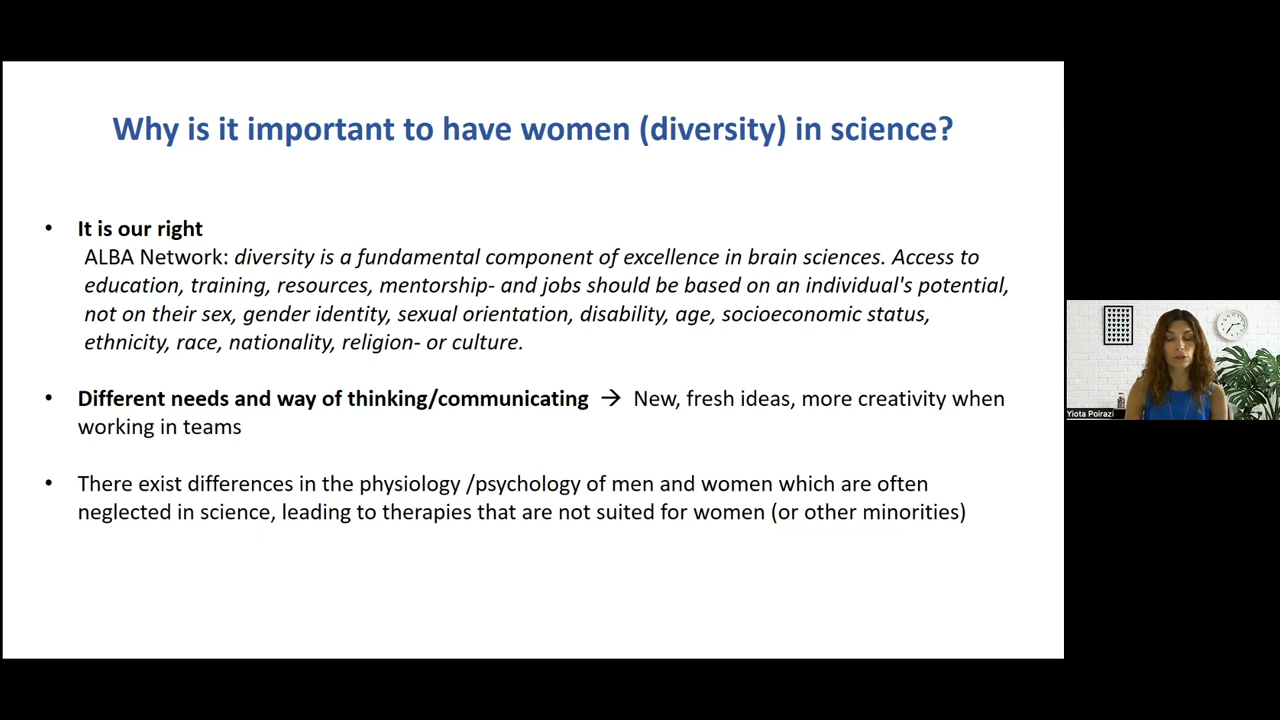 Why is it important to have women (diversity) in science?
• It is our right
ALBA Network: diversity is a fundamental component of excellence in brain sciences. Access to
education, training, resources, mentorship- and jobs should be based on an individual's potential,
not on their sex, gender identity, sexual orientation, disability, age, socioeconomic status,
ethnicity, race, nationality, religion- or culture.
• Different needs and way of thinking/communicating → New, fresh ideas, more creativity when
working in teams
• There exist differences in the physiology /psychology of men and women which are often
neglected in science, leading to therapies that are not suited for women (or other minorities)
Yiota Poirazi